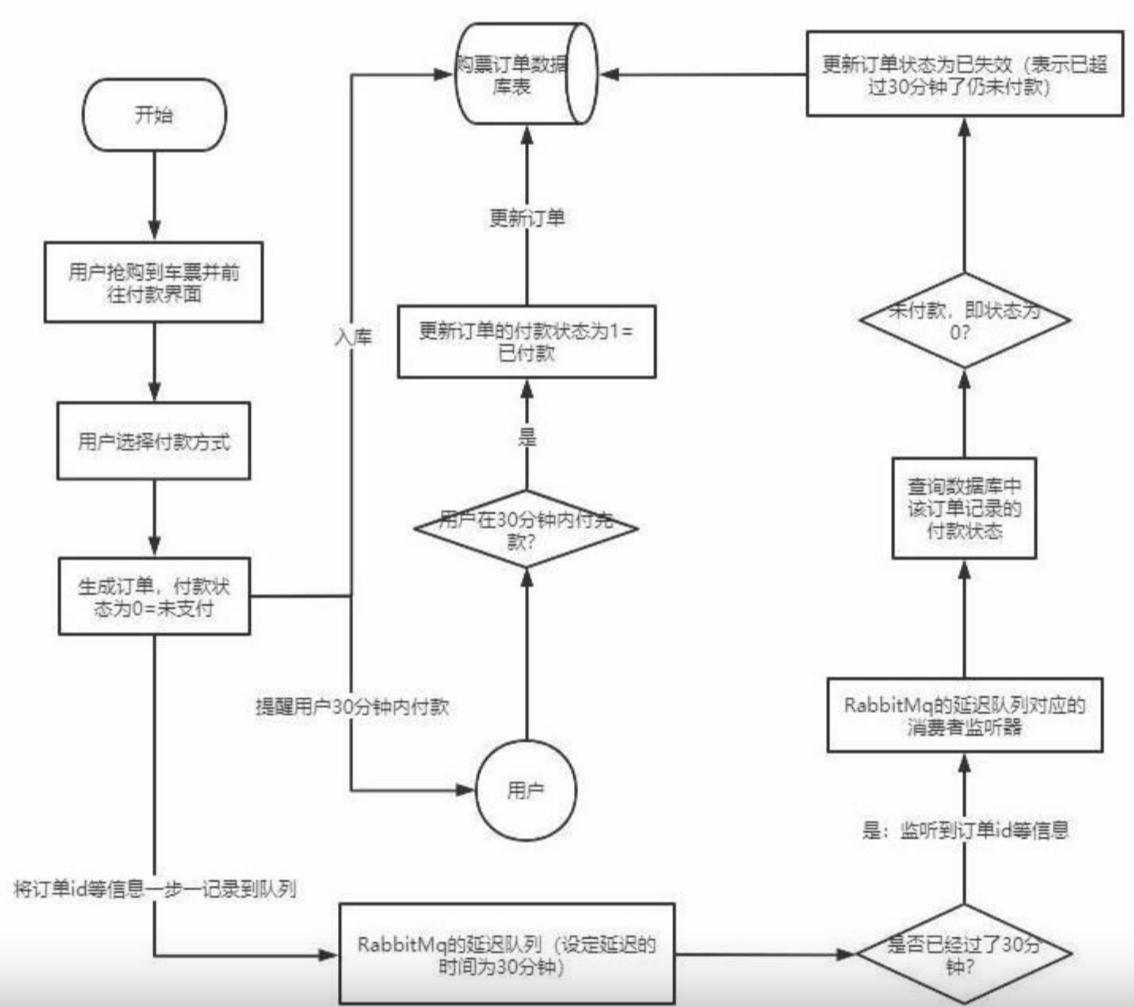 开始
用户抢购到车票并前
往付款界面
用户选择付款方式
生成订单，付款状
态为0=未支付
入库
提醒用户30分钟内付款
将订单id等信息一步一记录到队列
购票订单数据
库表
更新订单
更新订单的付款状态为1=
已付款
是
用户在30分钟内付完
款？
用户
RabbitMq的延迟队列（设定延迟的
时间为30分钟）
更新订单状态为已失效（表示已超
过30分钟了仍未付款）
未付款，即状态为
0？
查询数据库中
该订单记录的
付款状态
RabbitMq的延迟队列对应的
消费者监听器
是：监听到订单id等信息
是否已经过了30分
钟？